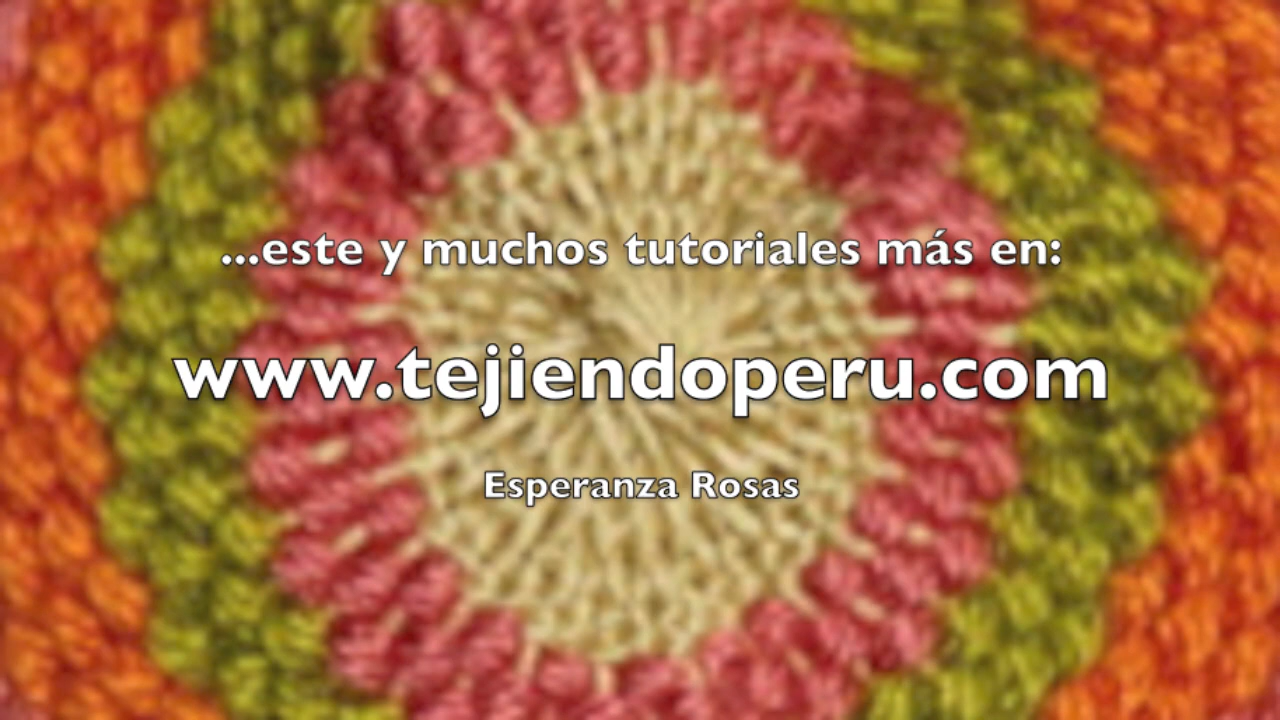 ...este y muchos tutoriales más en:
www.tejiendoperu.com
Esperanza Rosas